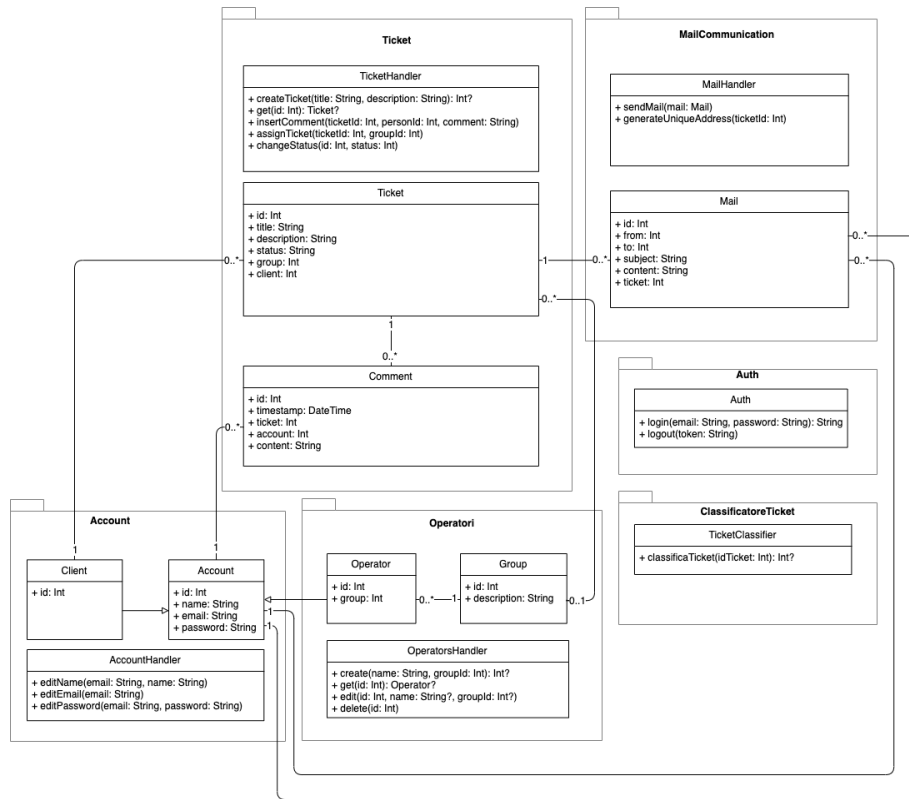 Ticket
TicketHandler
+ createTicket(title: String, description: String): Int?
+ get(id: Int): Ticket?
+ insertComment(ticketId: Int, personId: Int, comment: String)
+ assignTicket(ticketId: Int, groupId: Int)
+ changeStatus(id: Int, status: Int)
Ticket
+ id: Int
+ title: String
+ description: String
+ status: String
+ group: Int
+ client: Int
0..*
1
0..*
1
0..*
Comment
+ id: Int
+ timestamp: DateTime
+ ticket: Int
+ account: Int
+ content: String
0..*
MailCommunication
MailHandler
+ sendMail(mail: Mail)
+ generateUniqueAddress(ticketId: Int)
Mail
+ id: Int
+ from: Int
+ to: Int
+ subject: String
+ content: String
+ ticket: Int
0..*
0..*
0..*
Auth
Auth
+ login(email: String, password: String): String
+ logout(token: String)
ClassificatoreTicket
TicketClassifier
+ classificaTicket(idTicket: Int): Int?
Account
1
1
Client
+ id: Int
Account
+ id: Int
+ name: String
+ email: String
+ password: String
1
1
AccountHandler
+ editName(email: String, name: String)
+ editEmail(email: String)
+ editPassword(email: String, password: String)
Operatori
Operator
+ id: Int
+ group: Int
0..*
1
Group
+ id: Int
+ description: String
0..1
OperatorsHandler
+ create(name: String, groupId: Int): Int?
+ get(id: Int): Operator?
+ edit(id: Int, name: String?, groupId: Int?)
+ delete(id: Int)